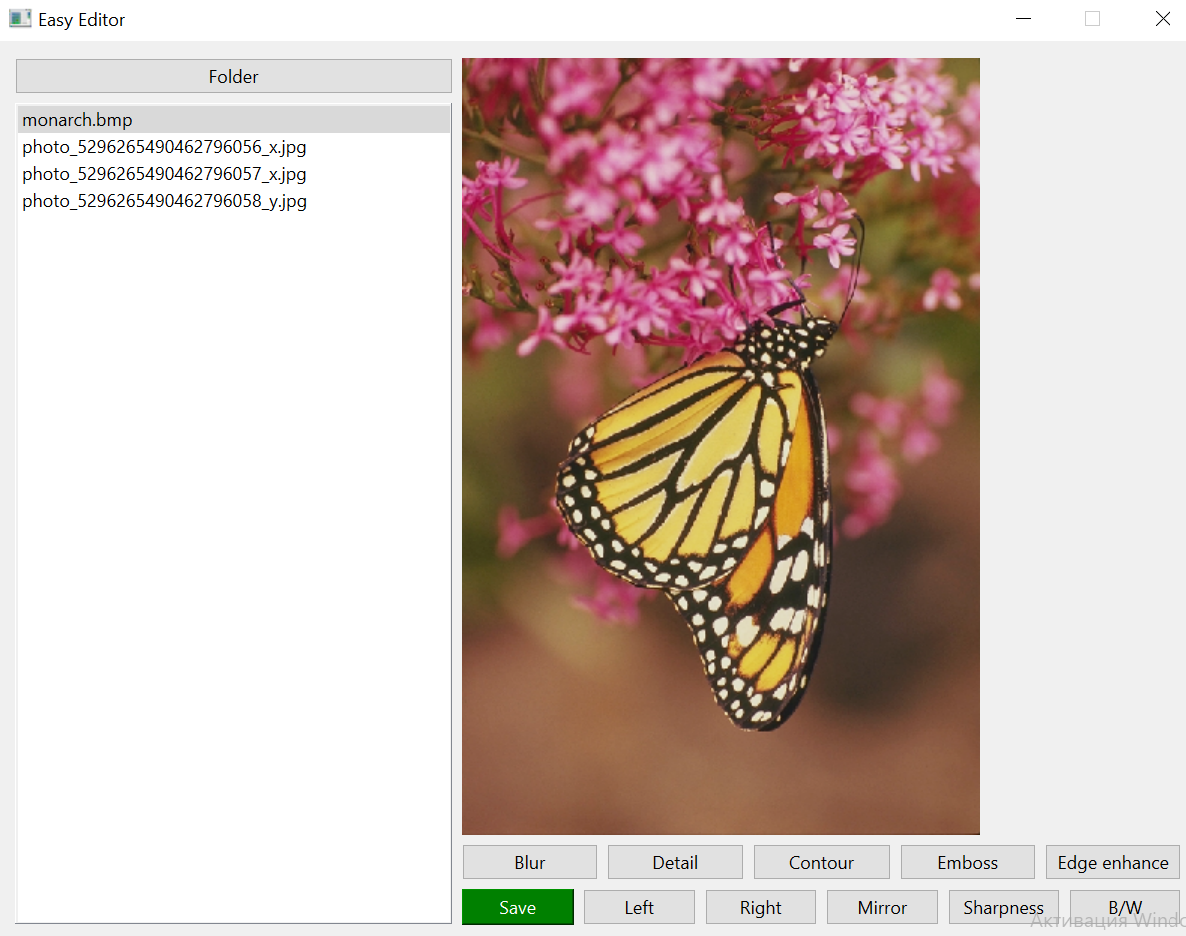 Easy Editor
Folder
monarch.bmp
photo_5296265490462796056_x.jpg
photo_5296265490462796057_x.jpg
photo_5296265490462796058_y.jpg
Blur Detail Contour Emboss Edge enhance
Save Left Right Mirror Sharpness B/W
Активация Windo